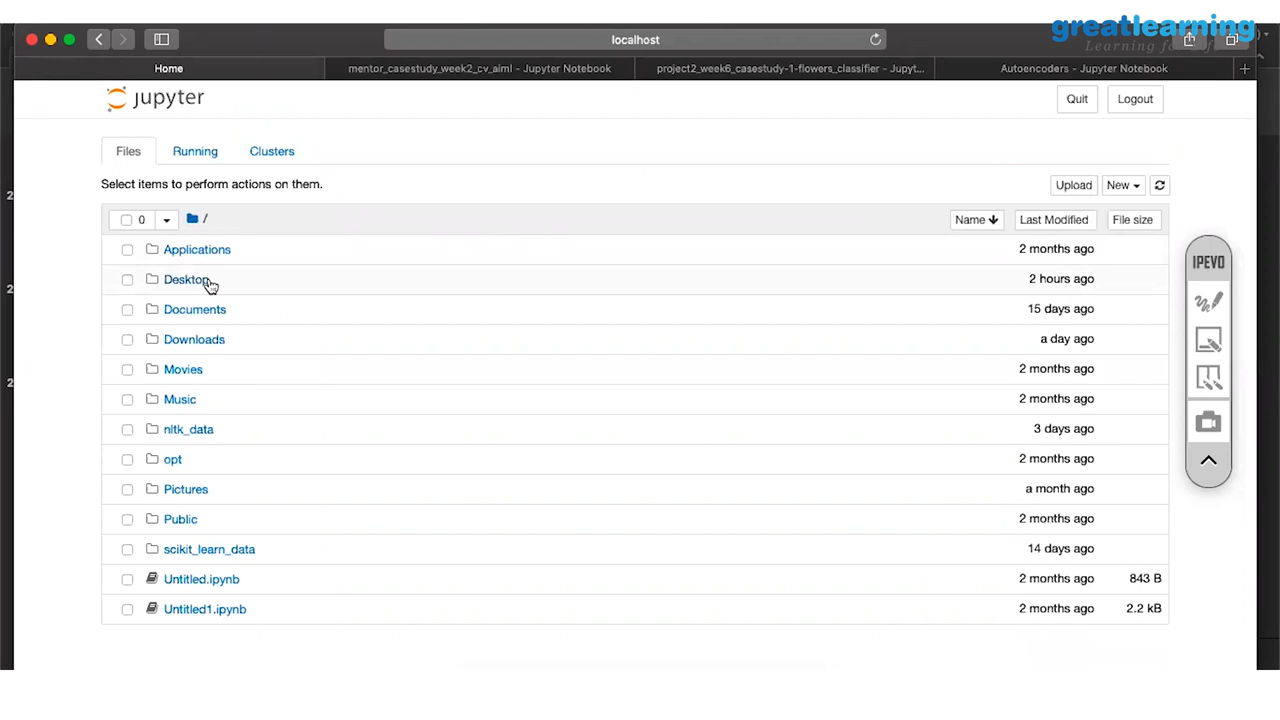 greatlearning
Learning for
localhost
Home
mentor_casestudy_week2_cv_aiml - Jupyter Notebook
project2_week6_casestudy-1-flowers_classifier - Jupyt...
Autoencoders - Jupyter Notebook
jupyter
Quit
Logout
Files
Running
Clusters
Select items to perform actions on them.
Upload
New
0
/
Name
Last Modified
File size
Applications 2 months ago
Desktop 2 hours ago
Documents 15 days ago
Downloads a day ago
Movies 2 months ago
Music 2 months ago
nltk_data 3 days ago
opt 2 months ago
Pictures a month ago
Public 2 months ago
scikit_learn_data 14 days ago
Untitled.ipynb 2 months ago 843 B
Untitled1.ipynb 2 months ago 2.2 kB
IPEVO
2
2
2